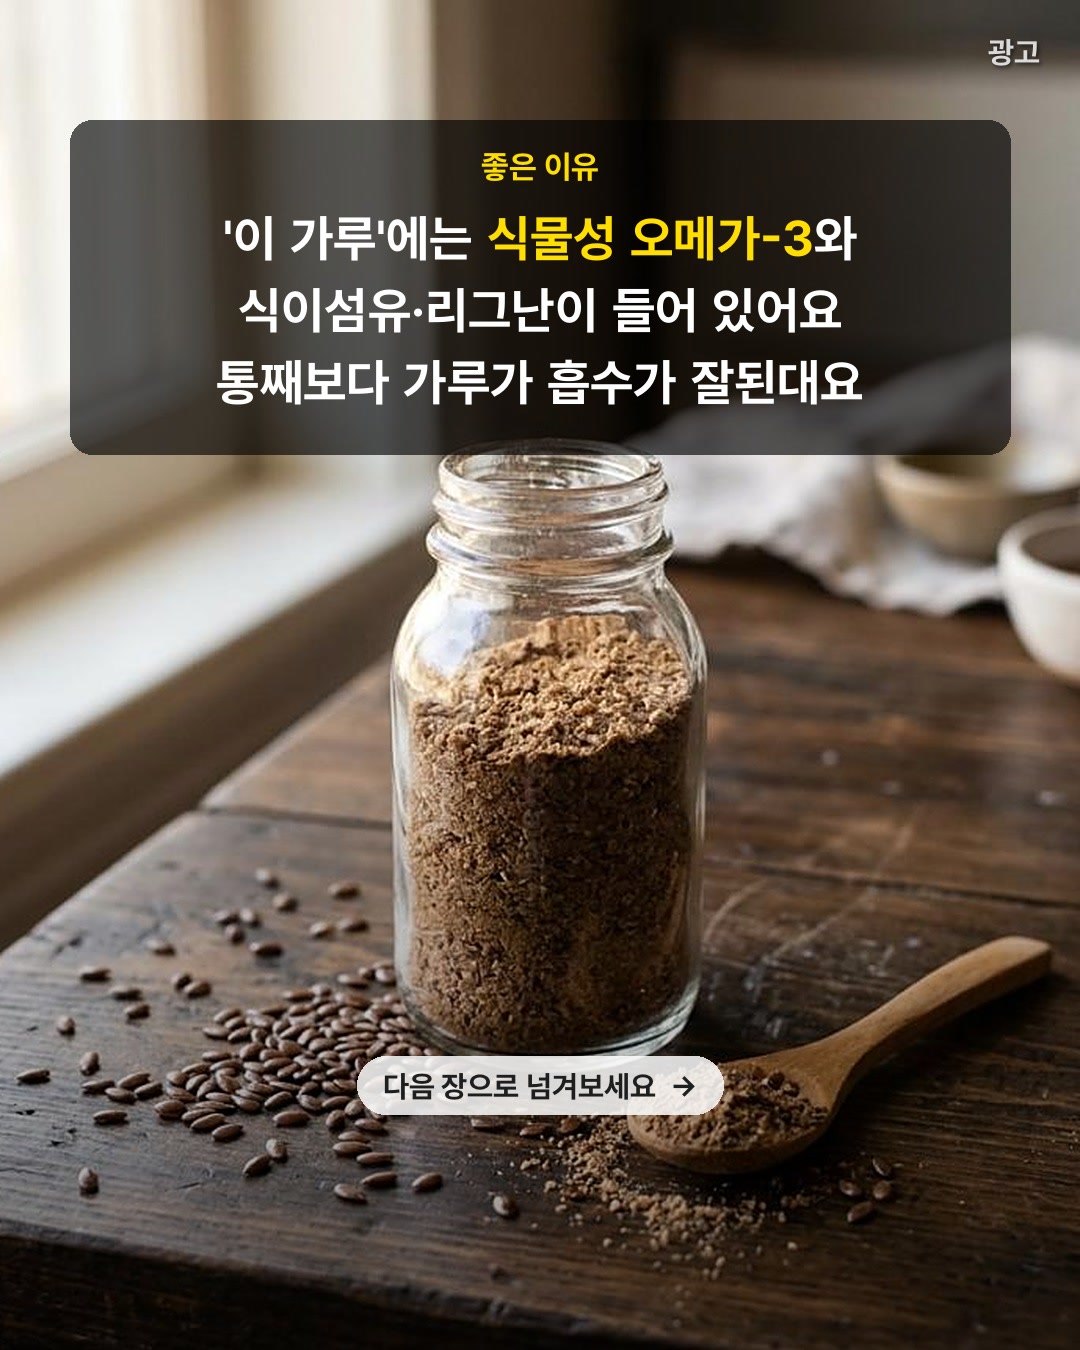 광고
좋은 이유
'이 가루'에는 식물성 오메가-3와
식이섬유·리그난이 들어 있어요
통째보다 가루가 흡수가 잘된대요
다음 장으로 넘겨보세요 →